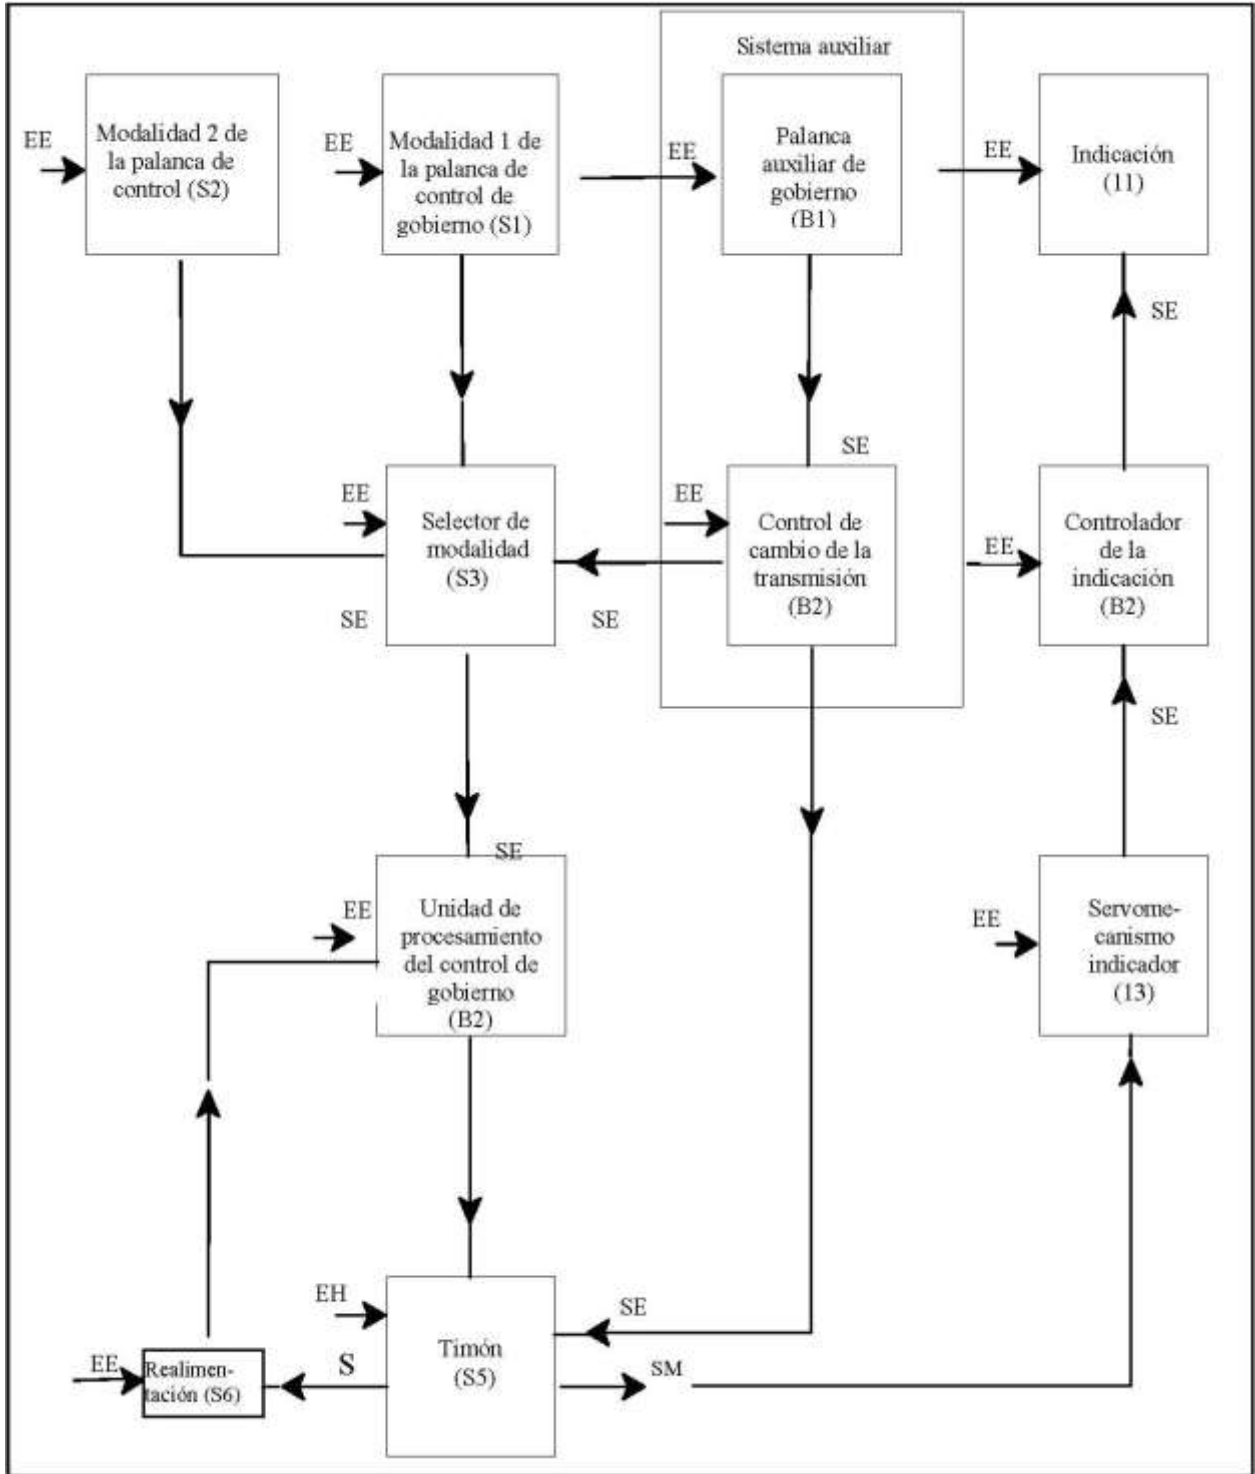 Sistema auxiliar
EE
Modalidad 2 de
la palanca de
control (S2)
EE
Modalidad 1 de
la palanca de
control de
gobierno (S1)
EE
Palanca
auxiliar de
gobierno
(B1)
EE
Indicación
(11)
SE
SE
EE
Selector de
modalidad
(S3)
EE
Control de
cambio de la
transmisión
(B2)
EE
Controlador
de la
indicación
(B2)
SE
SE
SE
SE
EE
Unidad de
procesamiento
del control de
gobierno
(B2)
EE
Servome-
canismo
indicador
(13)
EH
Timón
(S5)
SE
SM
S
EE
Realimen-
tación (S6)